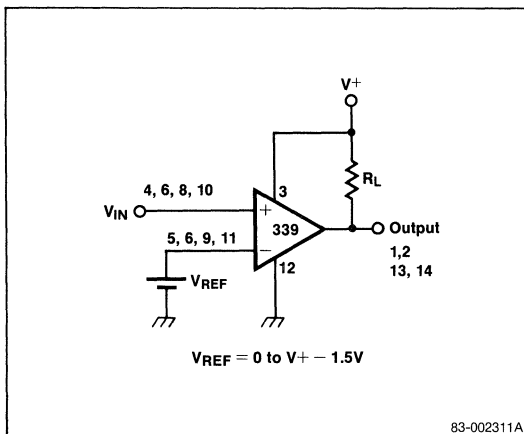 V+
3
RL
4, 6, 8, 10
VIN
+
339
Output
1,2
13, 14
5, 6, 9, 11
−
12
VREF
VREF = 0 to V+ − 1.5V
83-002311A